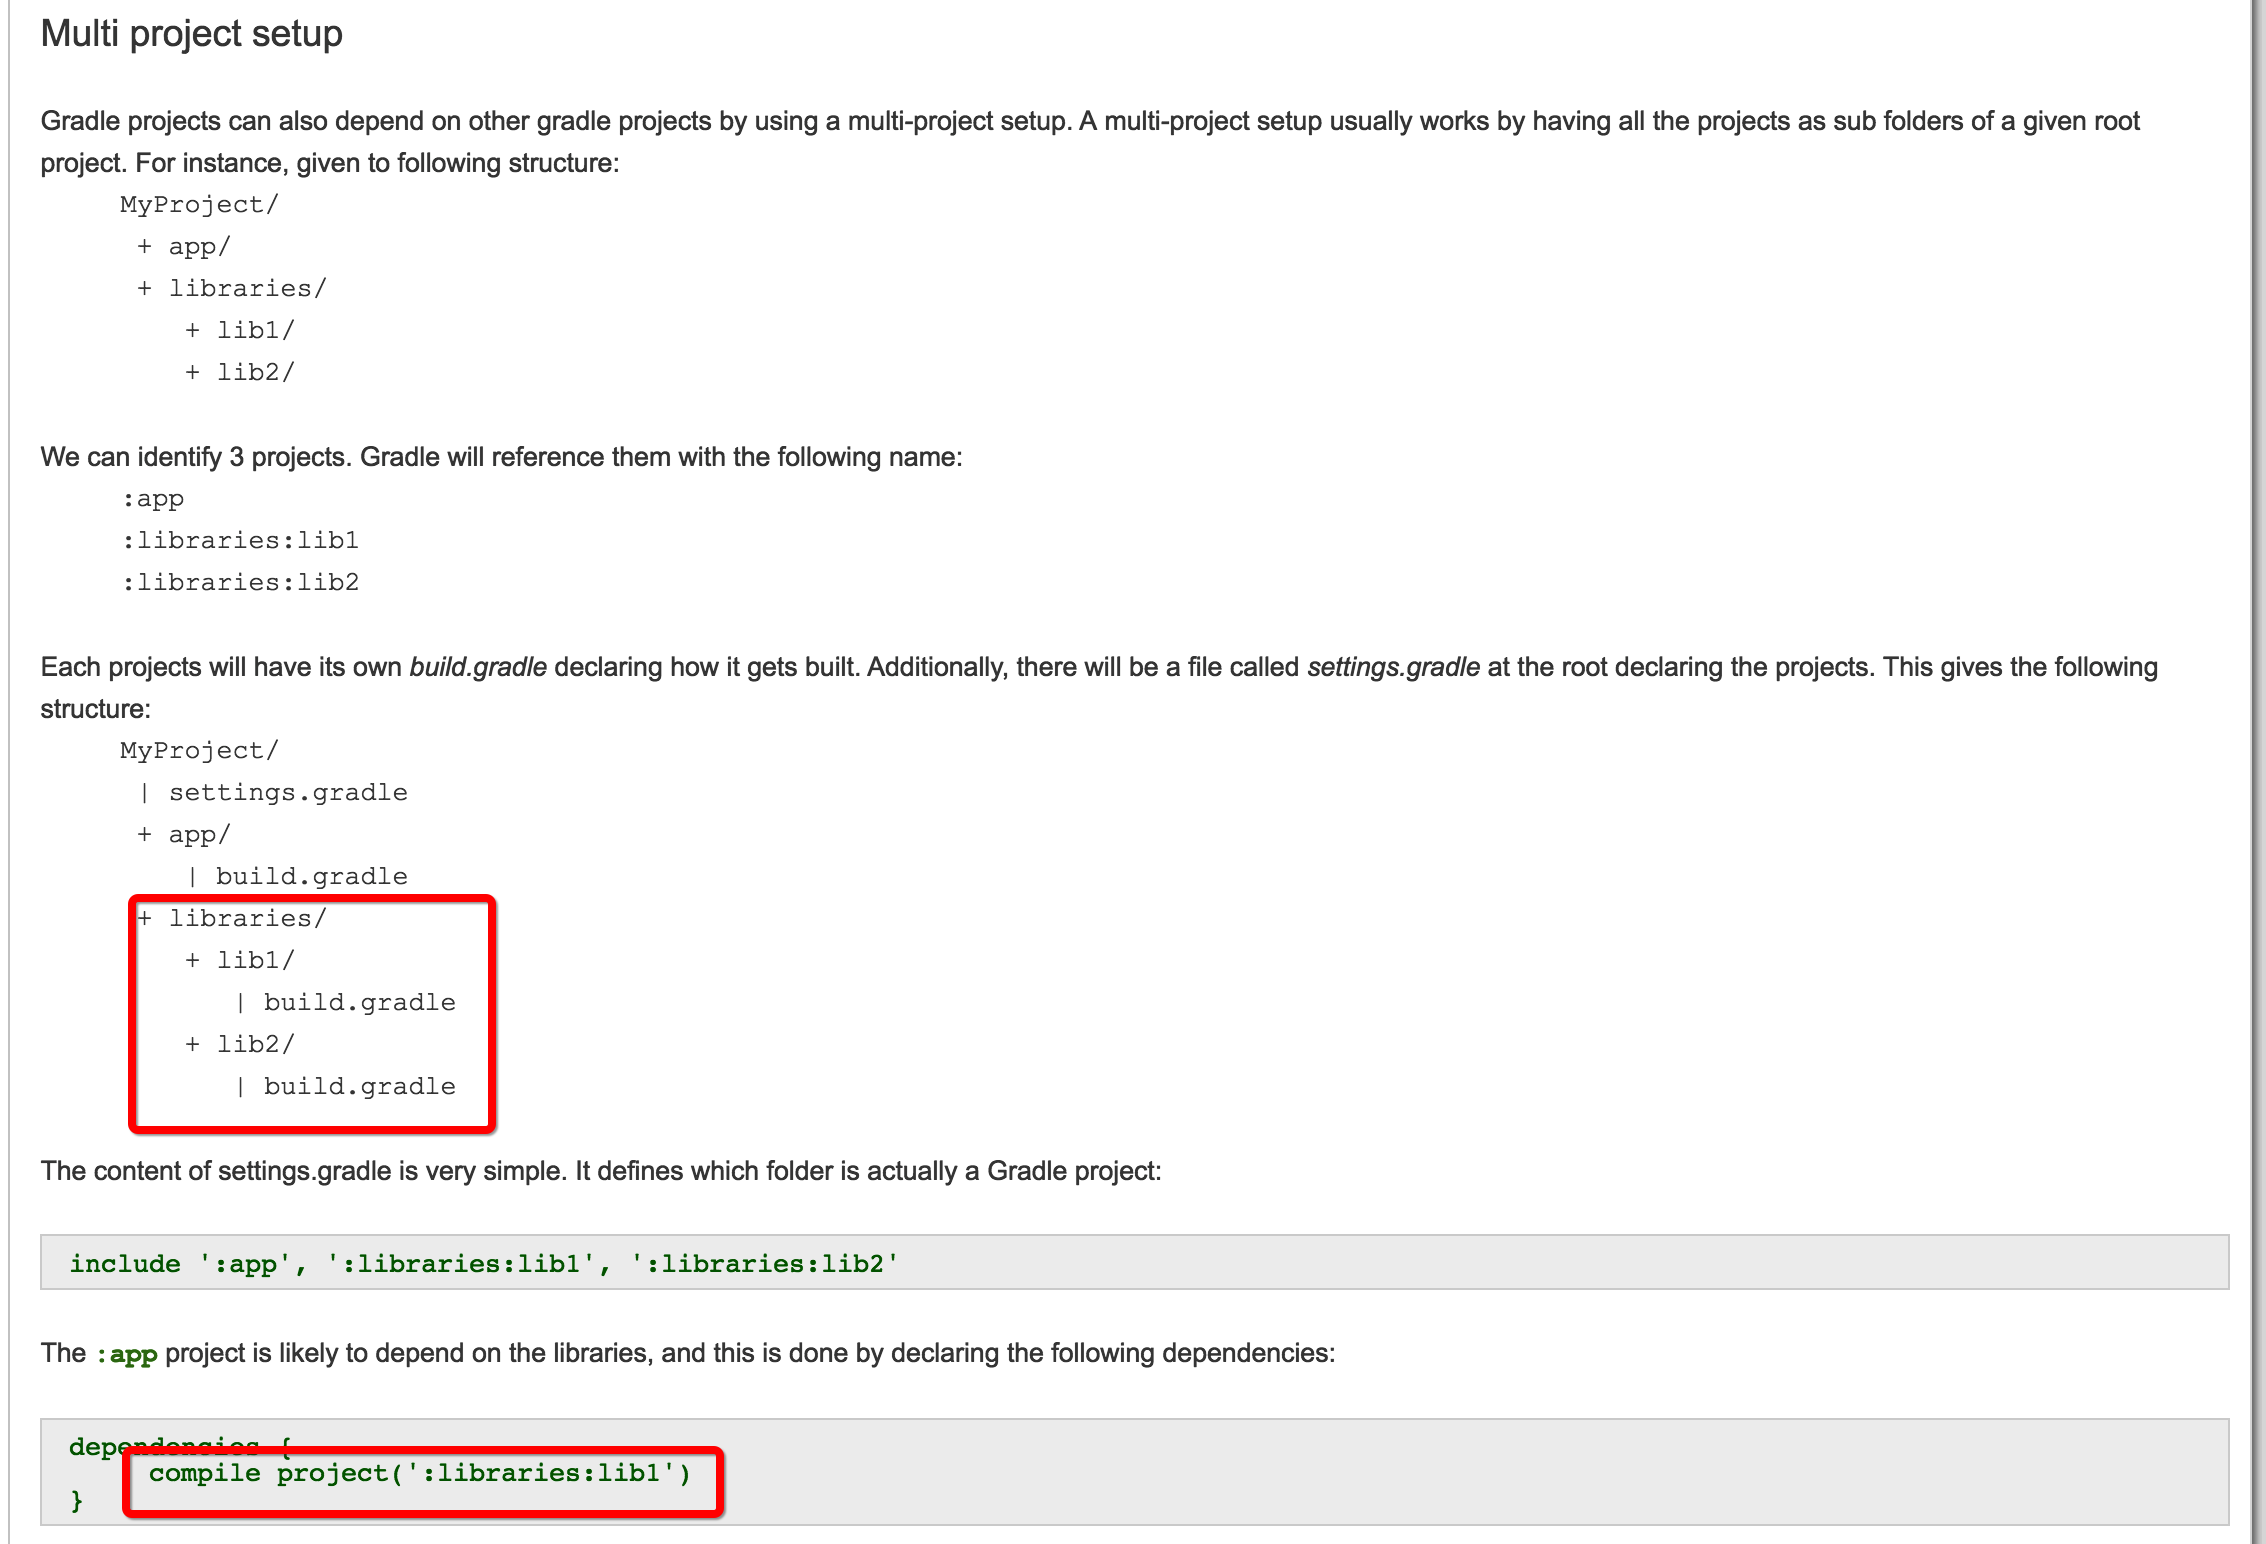 Multi project setup
Gradle projects can also depend on other gradle projects by using a multi-project setup. A multi-project setup usually works by having all the projects as sub folders of a given root
project. For instance, given to following structure:
MyProject/
+ app/
+ libraries/
+ lib1/
+ lib2/
We can identify 3 projects. Gradle will reference them with the following name:
:app
:libraries:lib1
:libraries:lib2
Each projects will have its own build.gradle declaring how it gets built. Additionally, there will be a file called settings.gradle at the root declaring the projects. This gives the following
structure:
MyProject/
| settings.gradle
+ app/
| build.gradle
+ libraries/
+ lib1/
| build.gradle
+ lib2/
| build.gradle
The content of settings.gradle is very simple. It defines which folder is actually a Gradle project:
include ':app', ':libraries:lib1', ':libraries:lib2'
The :app project is likely to depend on the libraries, and this is done by declaring the following dependencies:
dependencies {
compile project(':libraries:lib1')
}